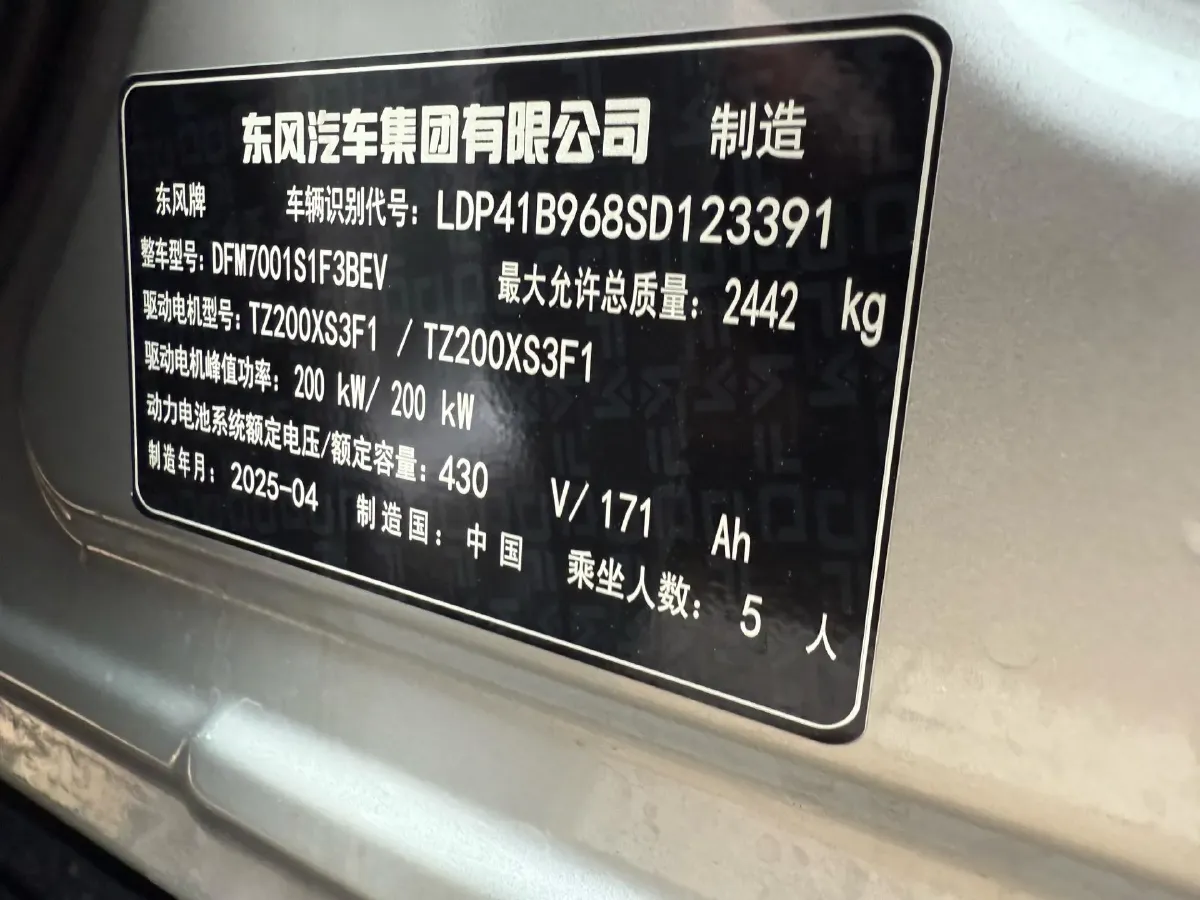 东风汽车集团有限公司 制造
东风牌 车辆识别代号：LDP41B968SD123391
整车型号：DFM7001S1F3BEV 最大允许总质量：2442 kg
驱动电机型号：TZ200XS3F1 / TZ200XS3F1
驱动电机峰值功率：200 kW/ 200 kW
动力电池系统额定电压/额定容量：430 V/ 171 Ah
制造年月：2025-04 制造国：中国 乘坐人数：5 人